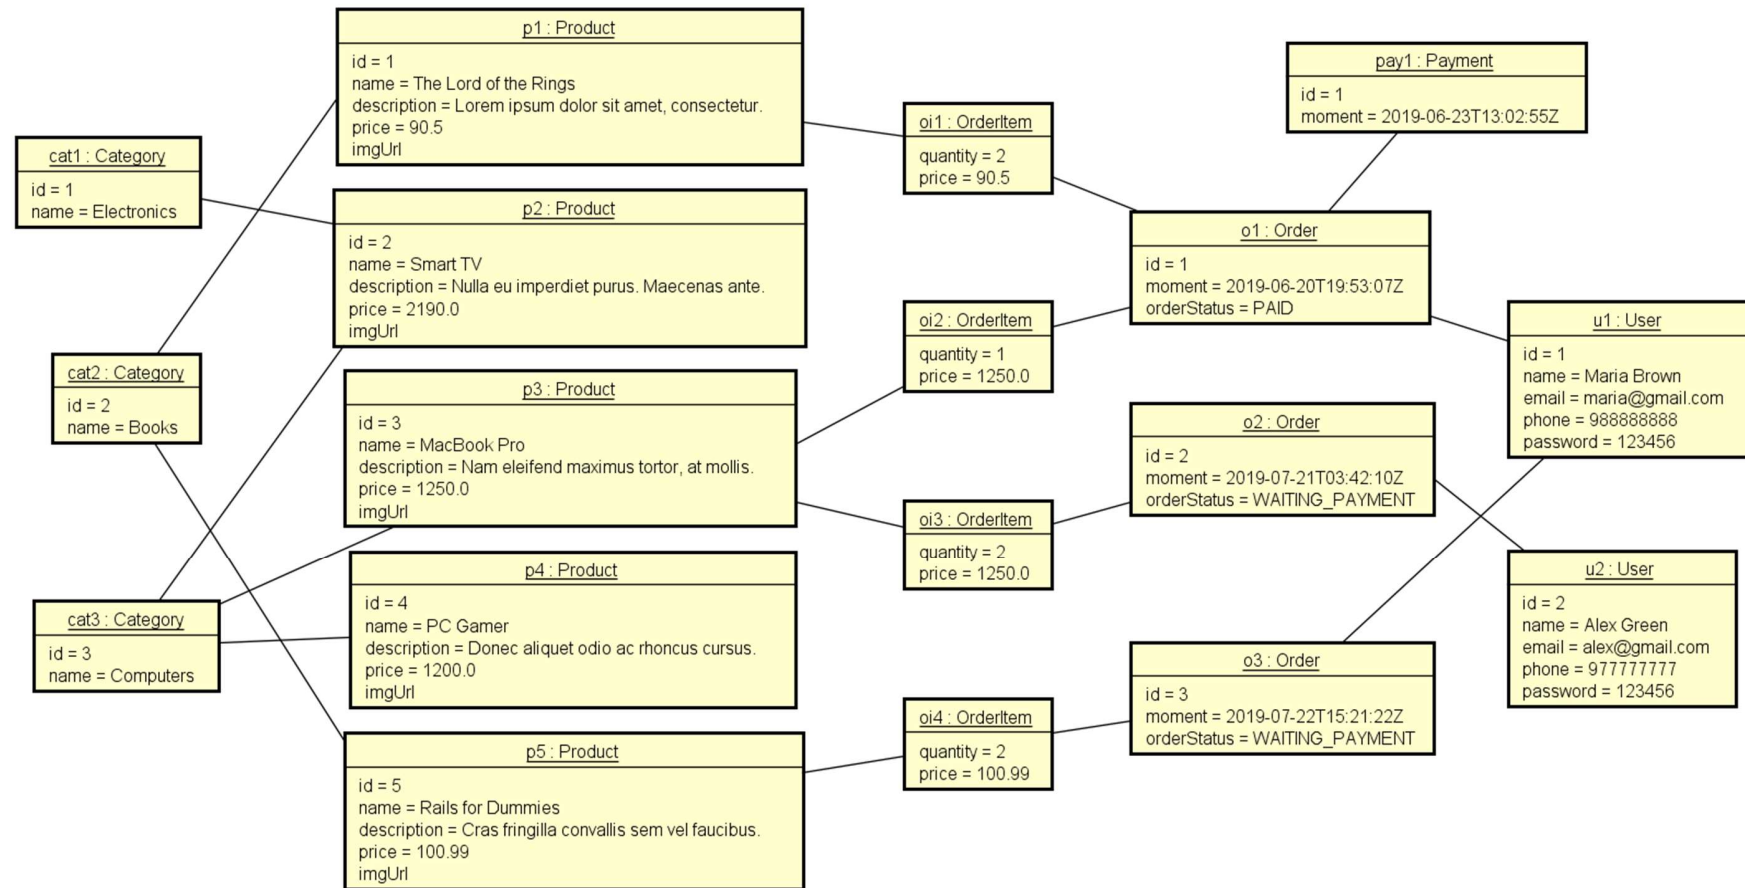 p1 : Product
id = 1
name = The Lord of the Rings
description = Lorem ipsum dolor sit amet, consectetur.
price = 90.5
imgUrl
cat1 : Category
id = 1
name = Electronics
p2 : Product
id = 2
name = Smart TV
description = Nulla eu imperdiet purus. Maecenas ante.
price = 2190.0
imgUrl
cat2 : Category
id = 2
name = Books
p3 : Product
id = 3
name = MacBook Pro
description = Nam eleifend maximus tortor, at mollis.
price = 1250.0
imgUrl
cat3 : Category
id = 3
name = Computers
p4 : Product
id = 4
name = PC Gamer
description = Donec aliquet odio ac rhoncus cursus.
price = 1200.0
imgUrl
p5 : Product
id = 5
name = Rails for Dummies
description = Cras fringilla convallis sem vel faucibus.
price = 100.99
imgUrl
oi1 : OrderItem
quantity = 2
price = 90.5
oi2 : OrderItem
quantity = 1
price = 1250.0
oi3 : OrderItem
quantity = 2
price = 1250.0
oi4 : OrderItem
quantity = 2
price = 100.99
pay1 : Payment
id = 1
moment = 2019-06-23T13:02:55Z
o1 : Order
id = 1
moment = 2019-06-20T19:53:07Z
orderStatus = PAID
o2 : Order
id = 2
moment = 2019-07-21T03:42:10Z
orderStatus = WAITING_PAYMENT
o3 : Order
id = 3
moment = 2019-07-22T15:21:22Z
orderStatus = WAITING_PAYMENT
u1 : User
id = 1
name = Maria Brown
email = maria@gmail.com
phone = 988888888
password = 123456
u2 : User
id = 2
name = Alex Green
email = alex@gmail.com
phone = 977777777
password = 123456